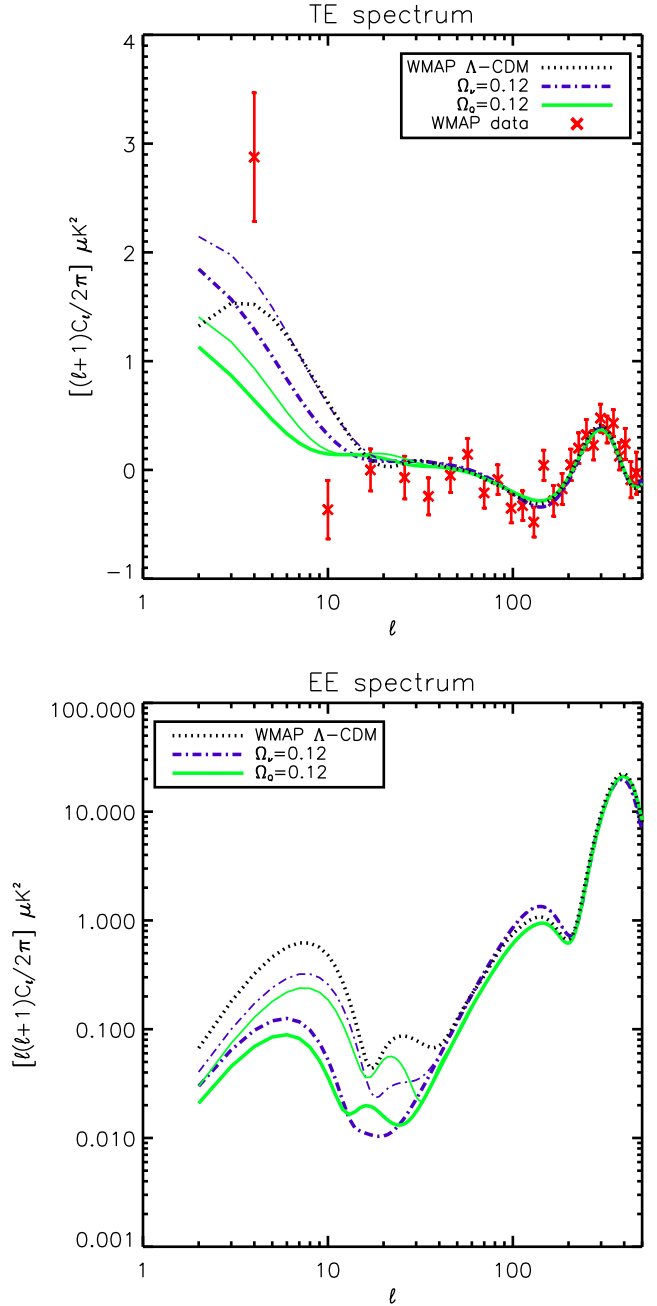 TE spectrum
4
3
2
1
0
−1
[(ℓ+1)Cℓ/2π] μK²
WMAP Λ−CDM
Ων=0.12
ΩQ=0.12
WMAP data
1
10
100
ℓ
EE spectrum
100.000
10.000
1.000
0.100
0.010
0.001
[ℓ(ℓ+1)Cℓ/2π] μK²
WMAP Λ−CDM
Ων=0.12
ΩQ=0.12
1
10
100
ℓ